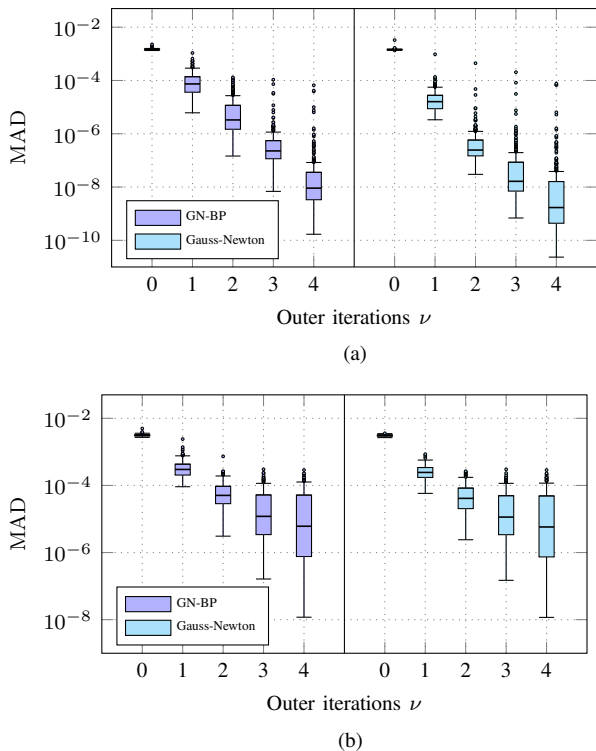 10−2
10−4
10−6
10−8
10−10
MAD
GN-BP
Gauss-Newton
0 1 2 3 4 0 1 2 3 4
Outer iterations ν
(a)
10−2
10−4
10−6
10−8
MAD
GN-BP
Gauss-Newton
0 1 2 3 4 0 1 2 3 4
Outer iterations ν
(b)